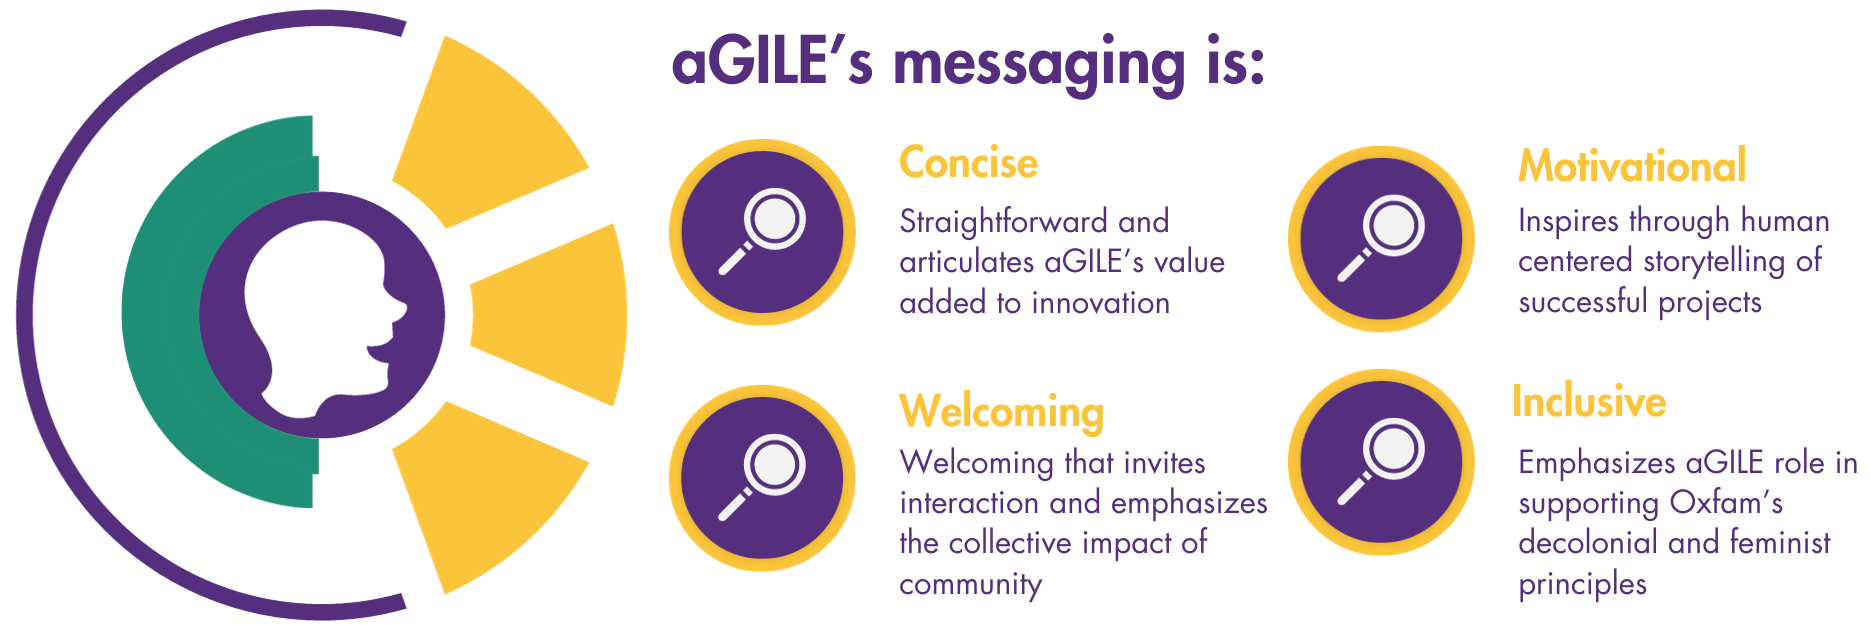 aGILE’s messaging is:
Concise
Straightforward and
articulates aGILE’s value
added to innovation
Motivational
Inspires through human
centered storytelling of
successful projects
Welcoming
Welcoming that invites
interaction and emphasizes
the collective impact of
community
Inclusive
Emphasizes aGILE role in
supporting Oxfam’s
decolonial and feminist
principles